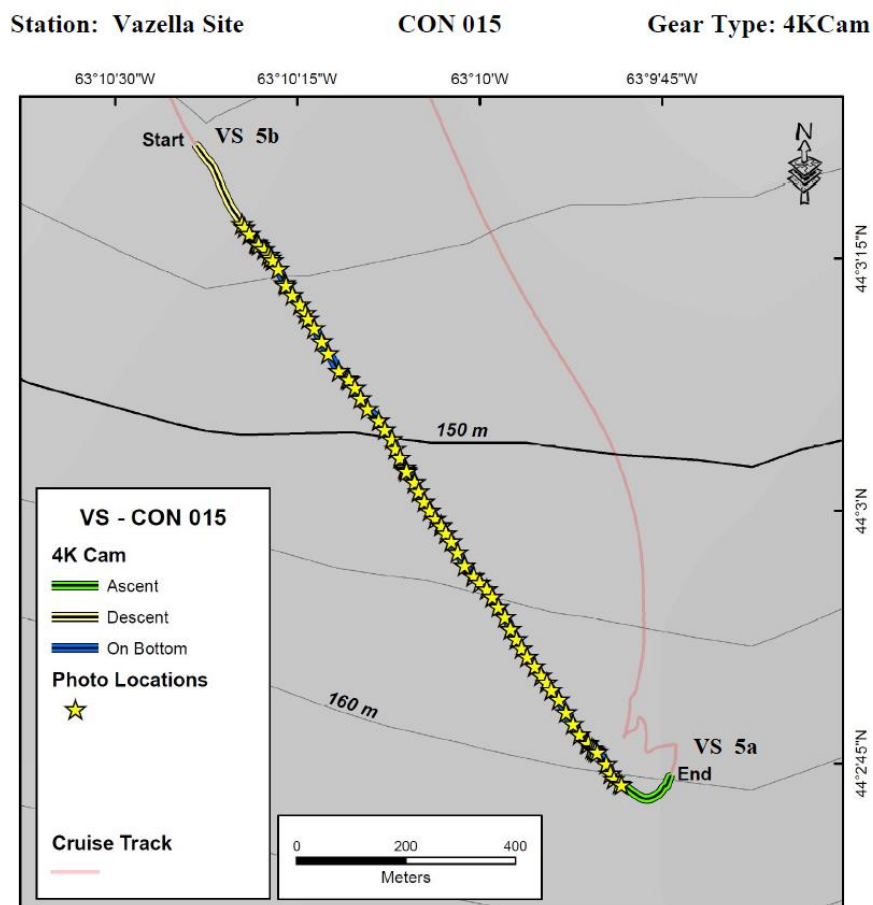 Station: Vazella Site CON 015 Gear Type: 4KCam
63°10'30"W 63°10'15"W 63°10'W 63°9'45"W
Start VS 5b
N
44°3'15"N
150 m
44°3'N
VS - CON 015
4K Cam
Ascent
Descent
On Bottom
Photo Locations
160 m
VS 5a
End
44°2'45"N
Cruise Track
0 200 400
Meters